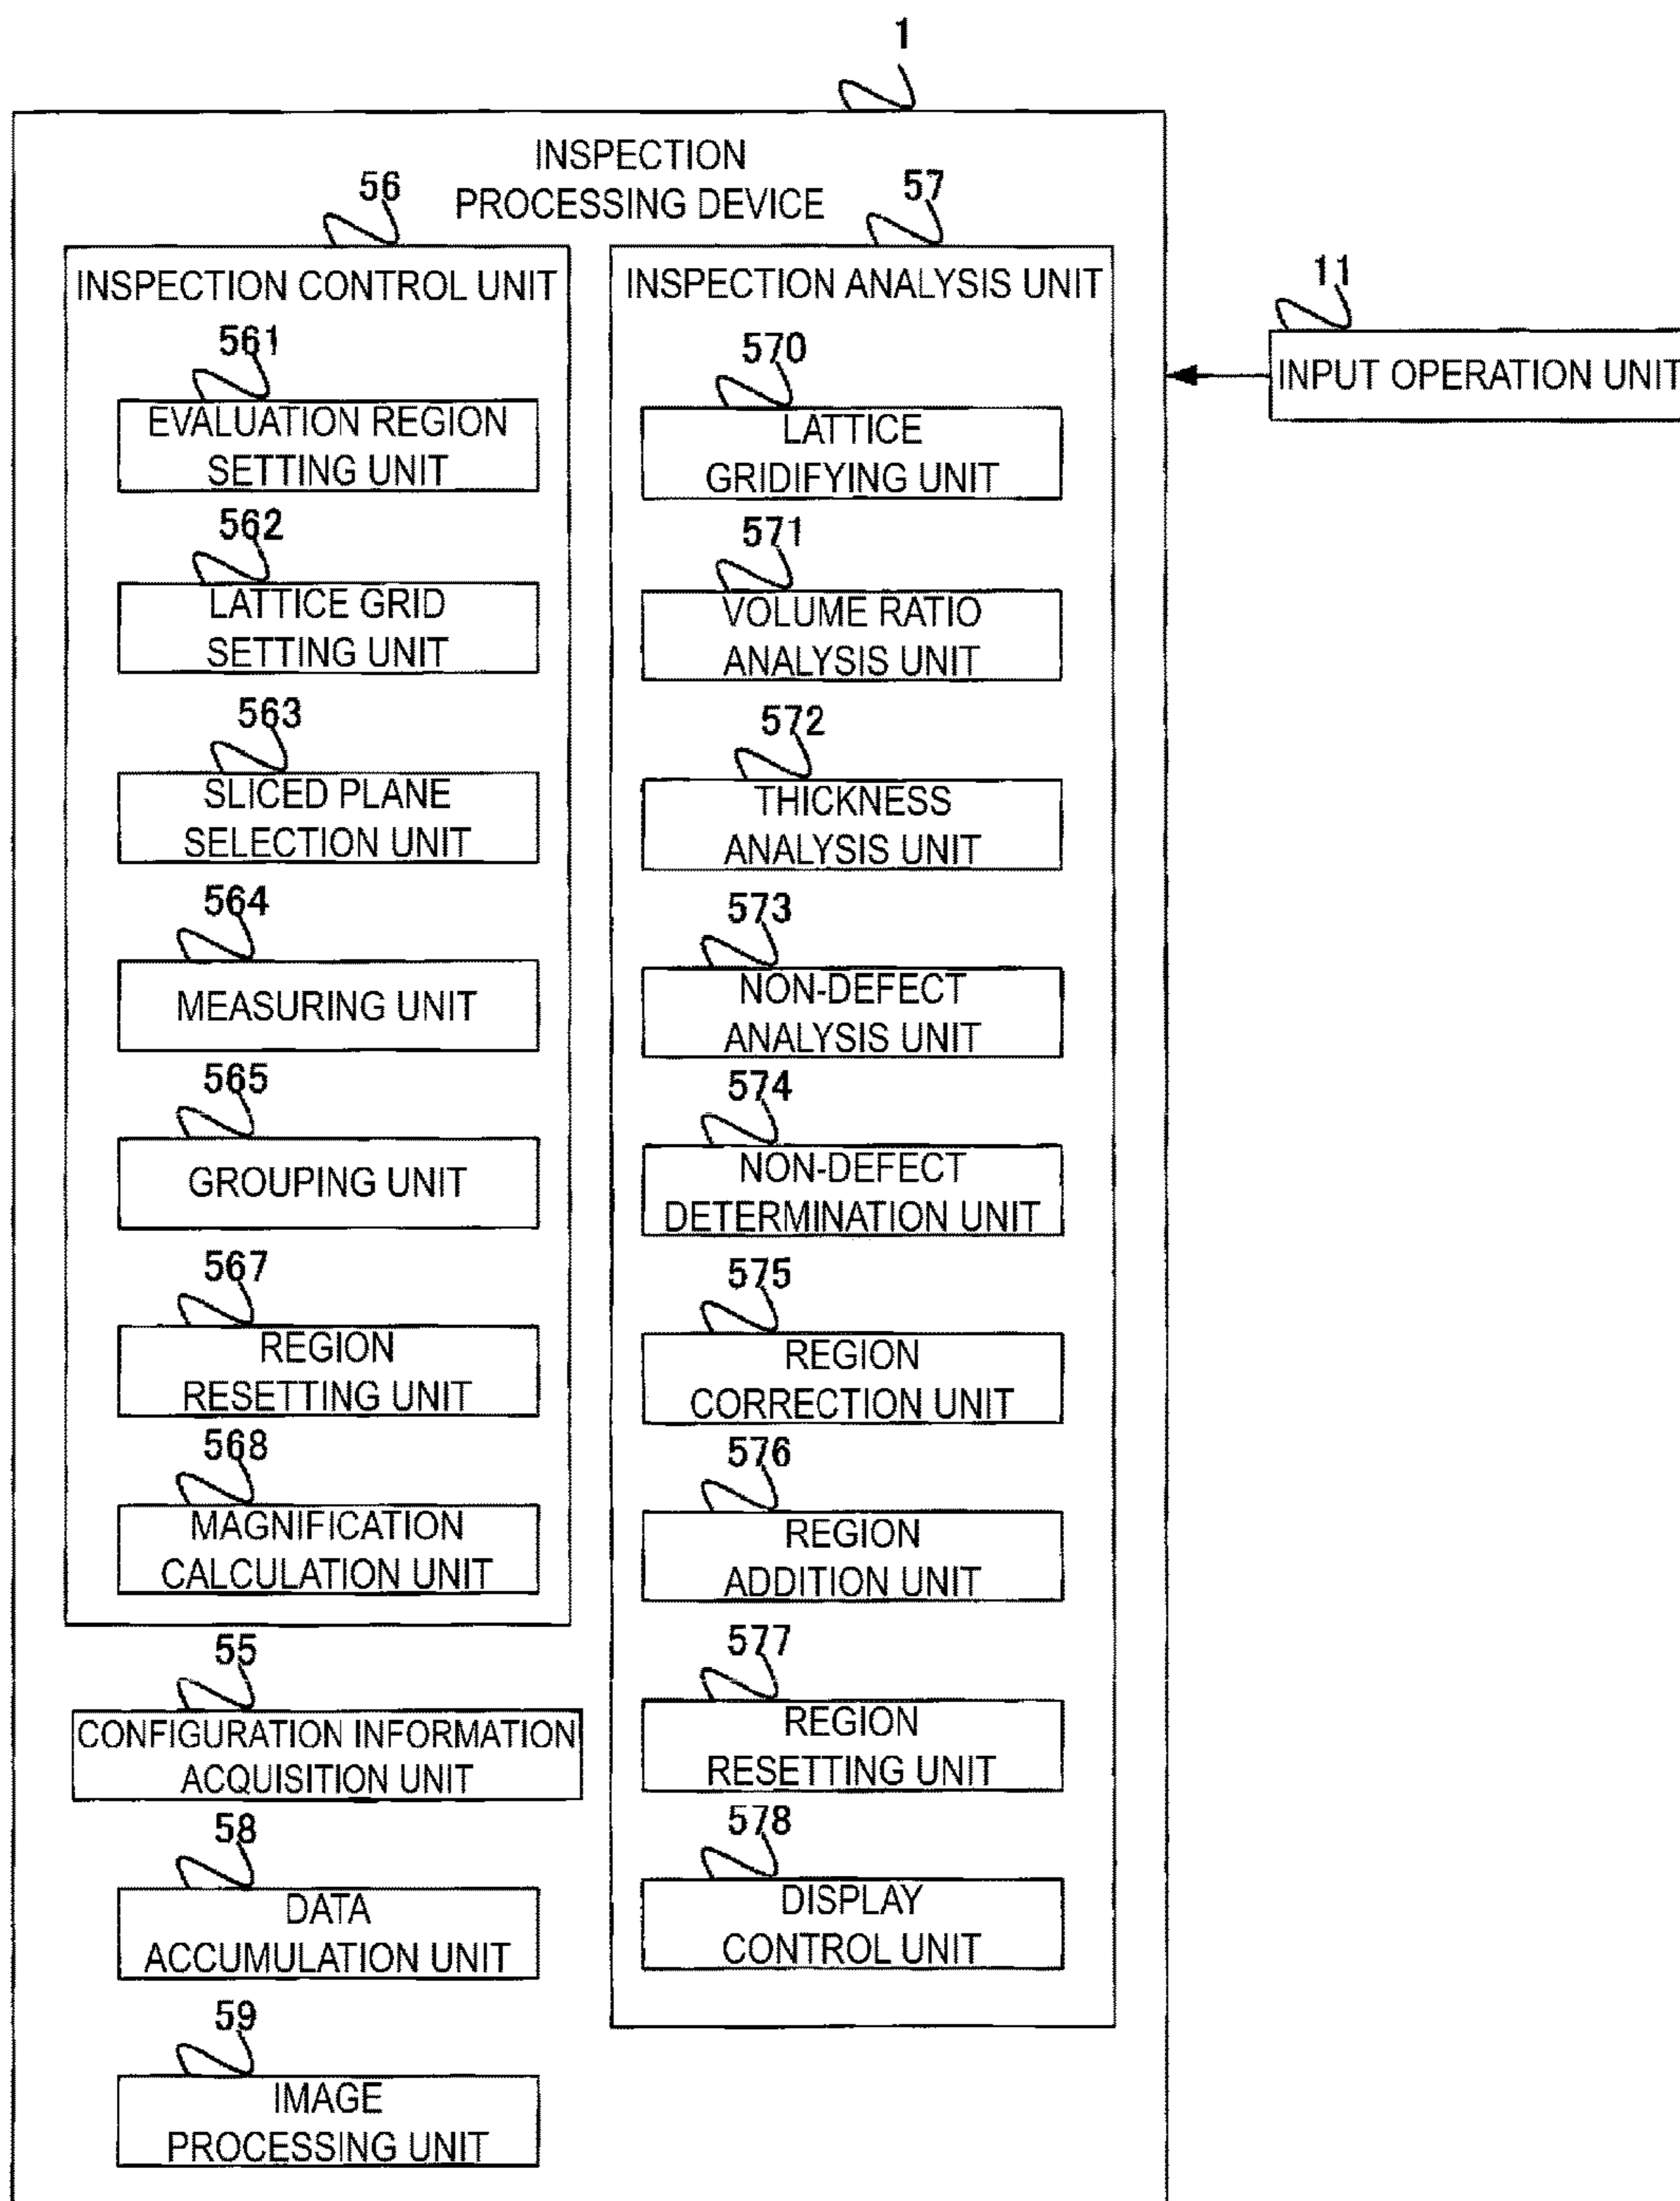 1
INSPECTION
PROCESSING DEVICE
56
INSPECTION CONTROL UNIT
561
EVALUATION REGION
SETTING UNIT
562
LATTICE GRID
SETTING UNIT
563
SLICED PLANE
SELECTION UNIT
564
MEASURING UNIT
565
GROUPING UNIT
567
REGION
RESETTING UNIT
568
MAGNIFICATION
CALCULATION UNIT
55
CONFIGURATION INFORMATION
ACQUISITION UNIT
58
DATA
ACCUMULATION UNIT
59
IMAGE
PROCESSING UNIT
57
INSPECTION ANALYSIS UNIT
570
LATTICE
GRIDIFYING UNIT
571
VOLUME RATIO
ANALYSIS UNIT
572
THICKNESS
ANALYSIS UNIT
573
NON-DEFECT
ANALYSIS UNIT
574
NON-DEFECT
DETERMINATION UNIT
575
REGION
CORRECTION UNIT
576
REGION
ADDITION UNIT
577
REGION
RESETTING UNIT
578
DISPLAY
CONTROL UNIT
11
INPUT OPERATION UNIT